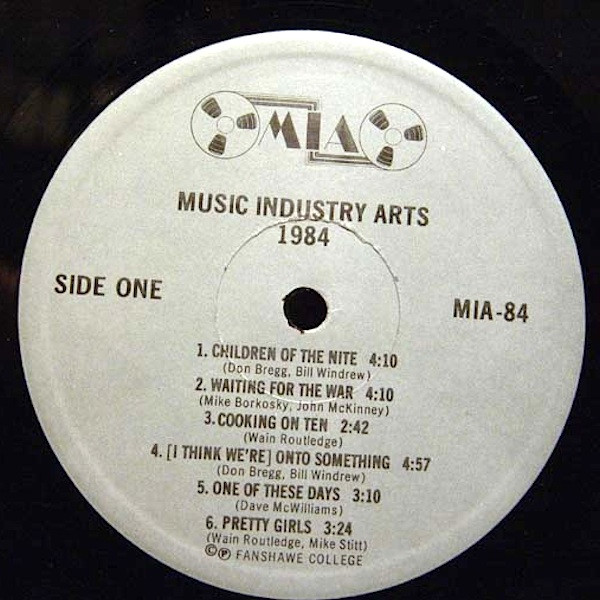 MIA
MUSIC INDUSTRY ARTS
1984
SIDE ONE
MIA-84
1. CHILDREN OF THE NITE 4:10
(Don Bregg, Bill Windrew)
2. WAITING FOR THE WAR 4:10
(Mike Borkosky, John McKinney)
3. COOKING ON TEN 2:42
(Wain Routledge)
4. [I THINK WE'RE] ONTO SOMETHING 4:57
(Don Bregg, Bill Windrew)
5. ONE OF THESE DAYS 3:10
(Dave McWilliams)
6. PRETTY GIRLS 3:24
(Wain Routledge, Mike Stitt)
©℗ FANSHAWE COLLEGE